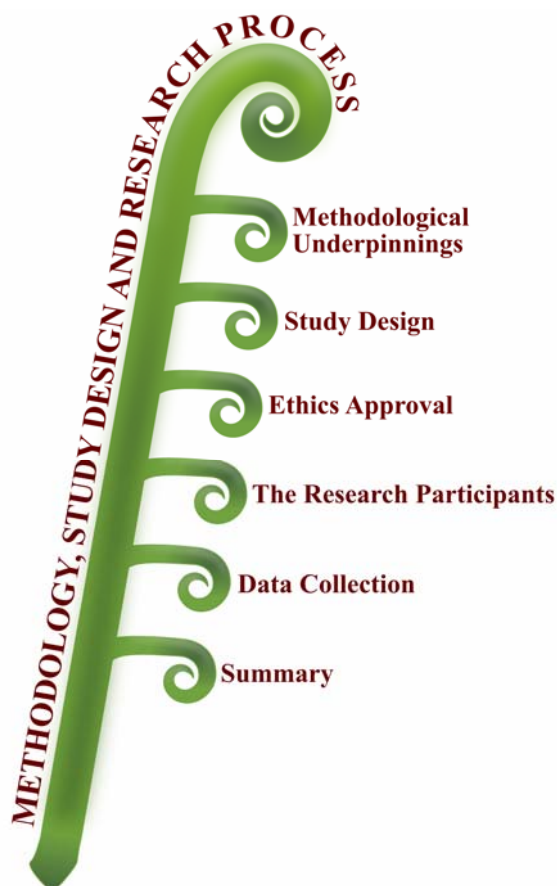 METHODOLOGY, STUDY DESIGN AND RESEARCH PROCESS
Methodological
Underpinnings
Study Design
Ethics Approval
The Research Participants
Data Collection
Summary